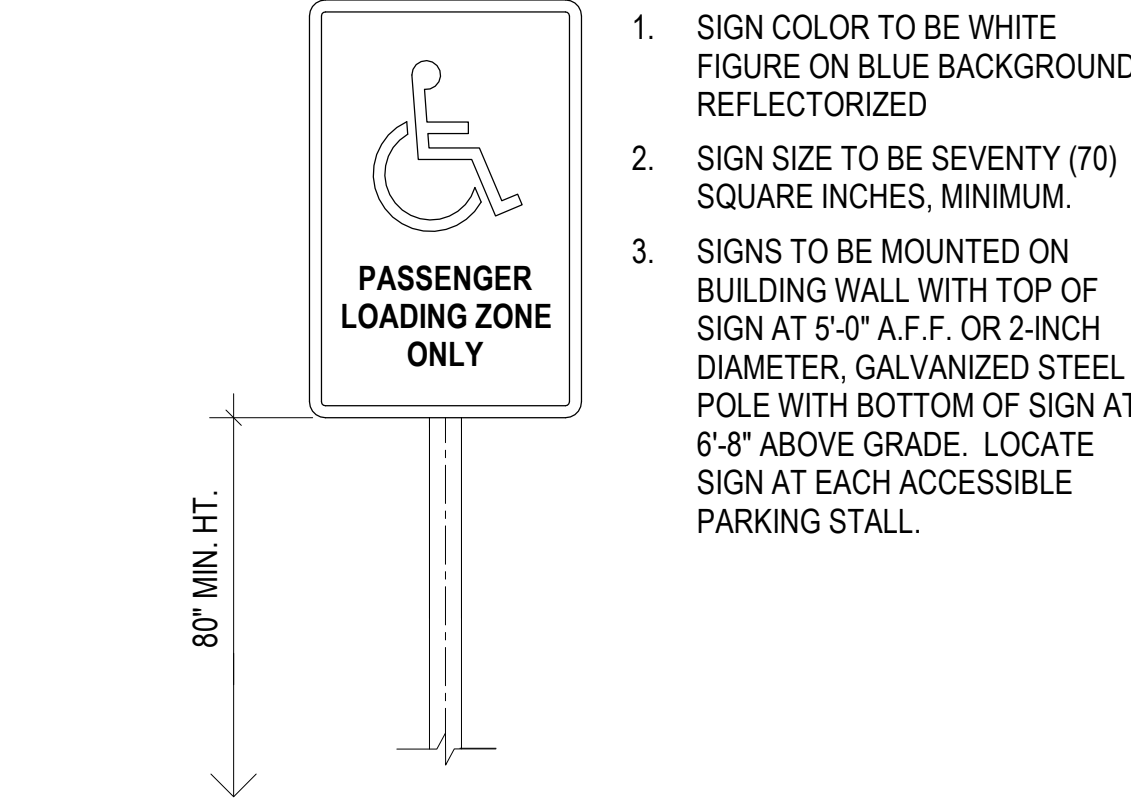 PASSENGER
LOADING ZONE
ONLY
80" MIN. HT.
1. SIGN COLOR TO BE WHITE
FIGURE ON BLUE BACKGROUND
REFLECTORIZED
2. SIGN SIZE TO BE SEVENTY (70)
SQUARE INCHES, MINIMUM.
3. SIGNS TO BE MOUNTED ON
BUILDING WALL WITH TOP OF
SIGN AT 5'-0" A.F.F. OR 2-INCH
DIAMETER, GALVANIZED STEEL
POLE WITH BOTTOM OF SIGN AT
6'-8" ABOVE GRADE. LOCATE
SIGN AT EACH ACCESSIBLE
PARKING STALL.